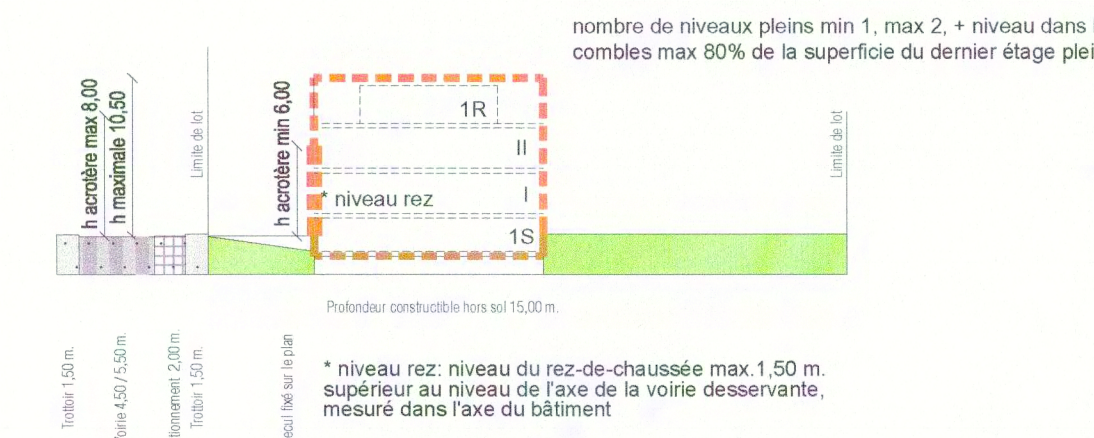 nombre de niveaux pleins min 1, max 2, + niveau dans
combles max 80% de la superficie du dernier étage
h acrotère max 8,00
h maximale 10,50
Limite de lot
h acrotère min 6,00
1R
II
* niveau rez
I
1S
Limite de lot
Profondeur constructible hors sol 15,00 m.
Trottoir 1,50 m.
4,50 / 5,50 m.
2,00 m.
Trottoir 1,50 m.
fixé sur le plan
* niveau rez: niveau du rez-de-chaussée max.1,50 m.
supérieur au niveau de l'axe de la voirie desservante,
mesuré dans l'axe du bâtiment